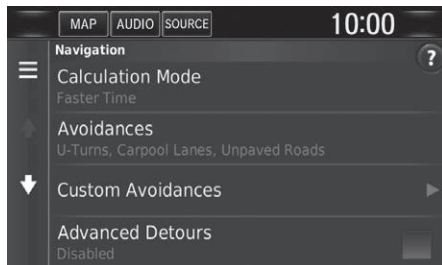 MAP AUDIO SOURCE 10:00
Navigation
?
Calculation Mode
Faster Time
Avoidances
U-Turns, Carpool Lanes, Unpaved Roads
Custom Avoidances
Advanced Detours
Disabled